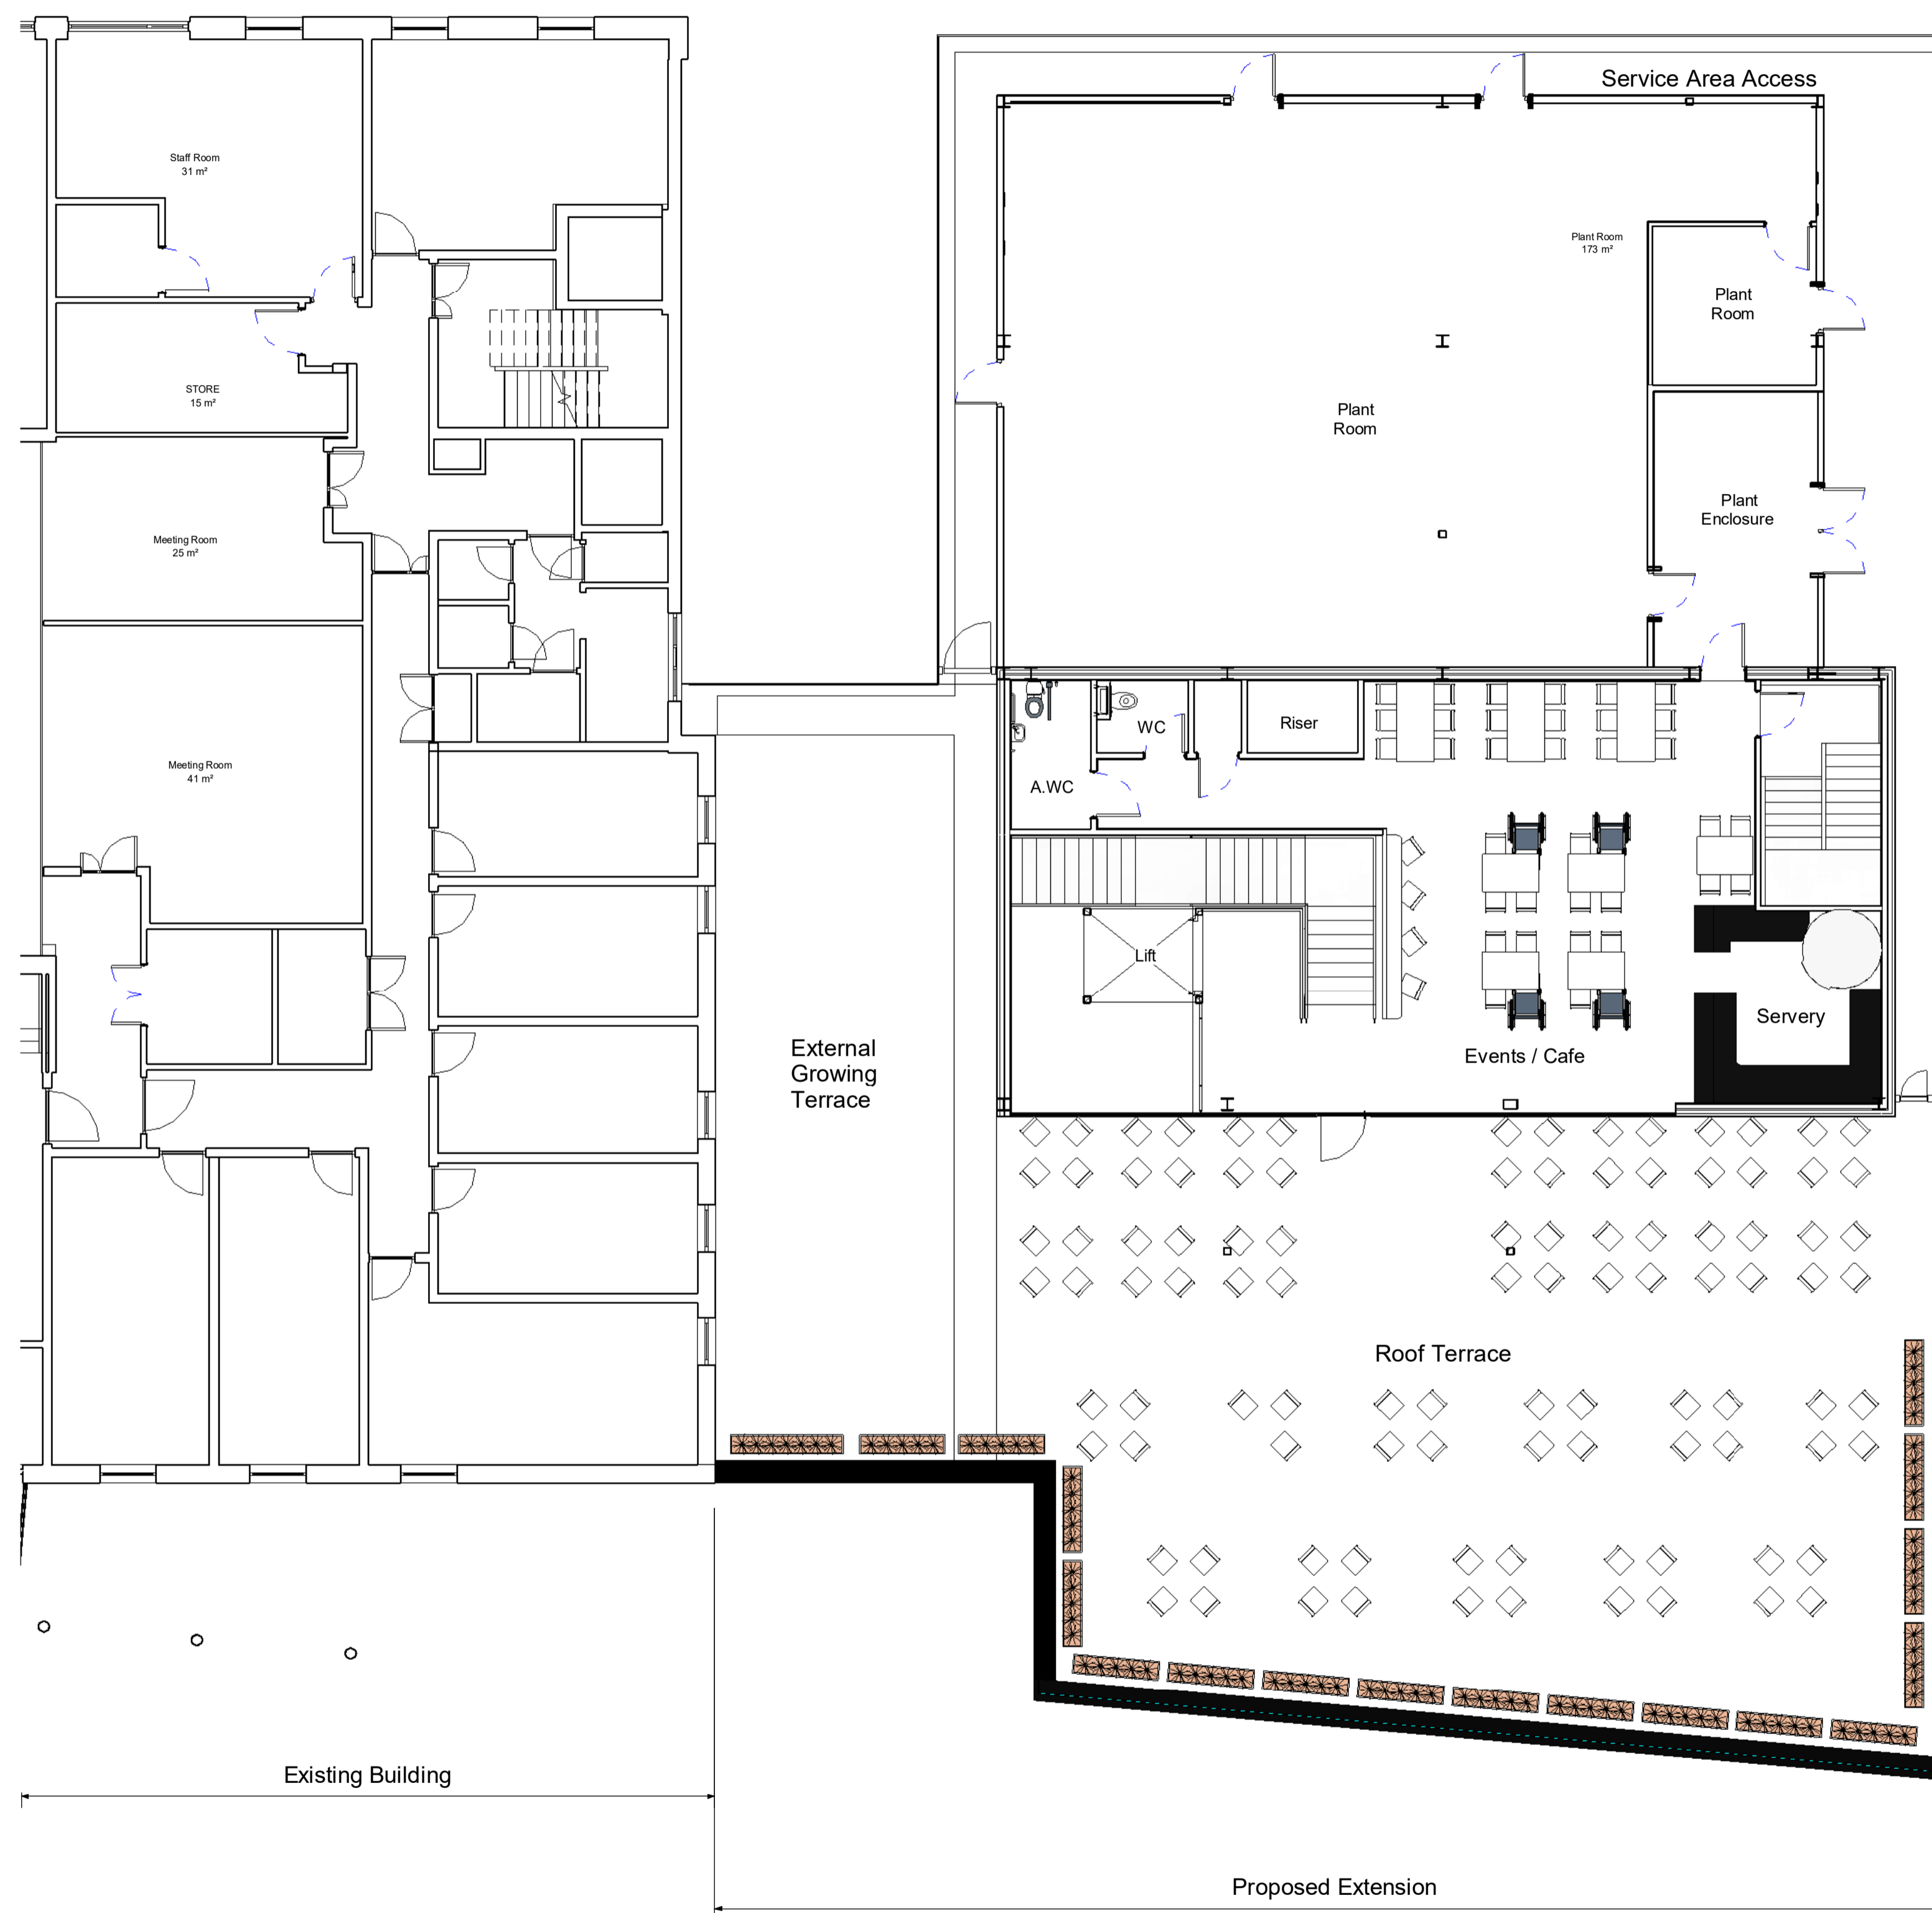 Service Area Access
Staff Room
31 m²
Plant Room
173 m²
Plant
Room
STORE
15 m²
Plant
Room
Plant
Enclosure
Meeting Room
25 m²
WC
Riser
A.WC
Meeting Room
41 m²
Lift
Servery
Events / Cafe
External
Growing
Terrace
Roof Terrace
Existing Building
Proposed Extension